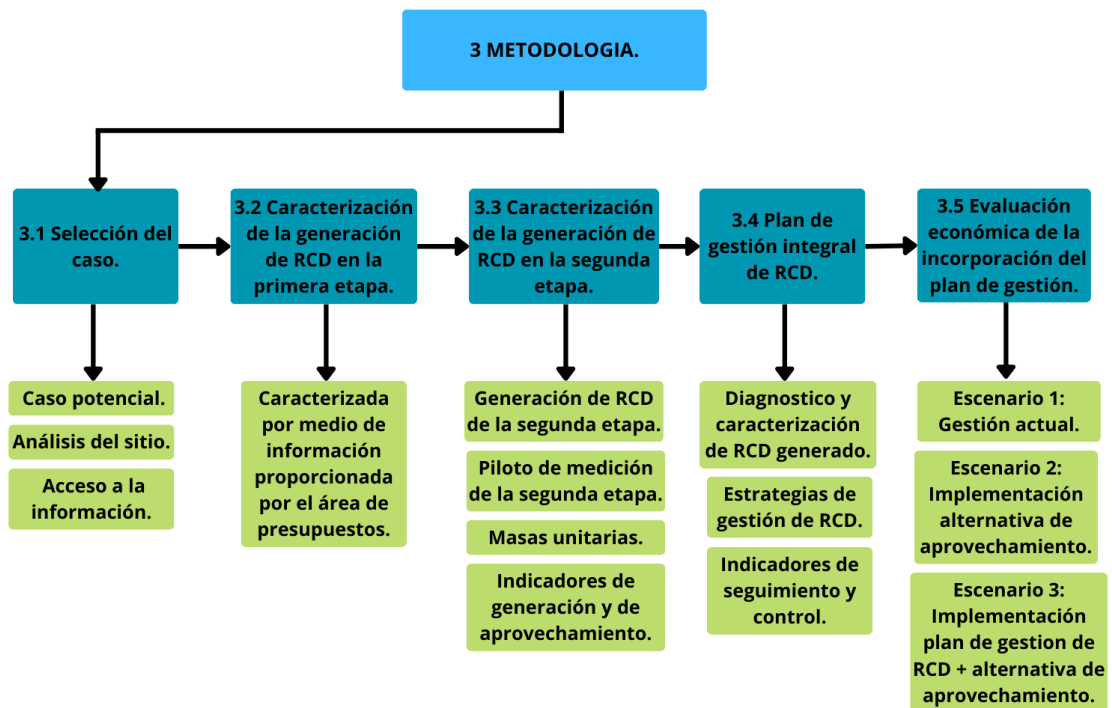 3 METODOLOGIA.
3.1 Selección del
caso.
3.2 Caracterización
de la generación
de RCD en la
primera etapa.
3.3 Caracterización
de la generación de
RCD en la segunda
etapa.
3.4 Plan de
gestión integral
de RCD.
3.5 Evaluación
económica de la
incorporación del
plan de gestión.
Caso potencial.
Análisis del sitio.
Acceso a la
información.
Caracterizada
por medio de
información
proporcionada
por el área de
presupuestos.
Generación de RCD
de la segunda etapa.
Piloto de medición
de la segunda etapa.
Masas unitarias.
Indicadores de
generación y de
aprovechamiento.
Diagnostico y
caracterización
de RCD generado.
Estrategias de
gestión de RCD.
Indicadores de
seguimiento y
control.
Escenario 1:
Gestión actual.
Escenario 2:
Implementación
alternativa de
aprovechamiento.
Escenario 3:
Implementación
plan de gestion de
RCD + alternativa de
aprovechamiento.